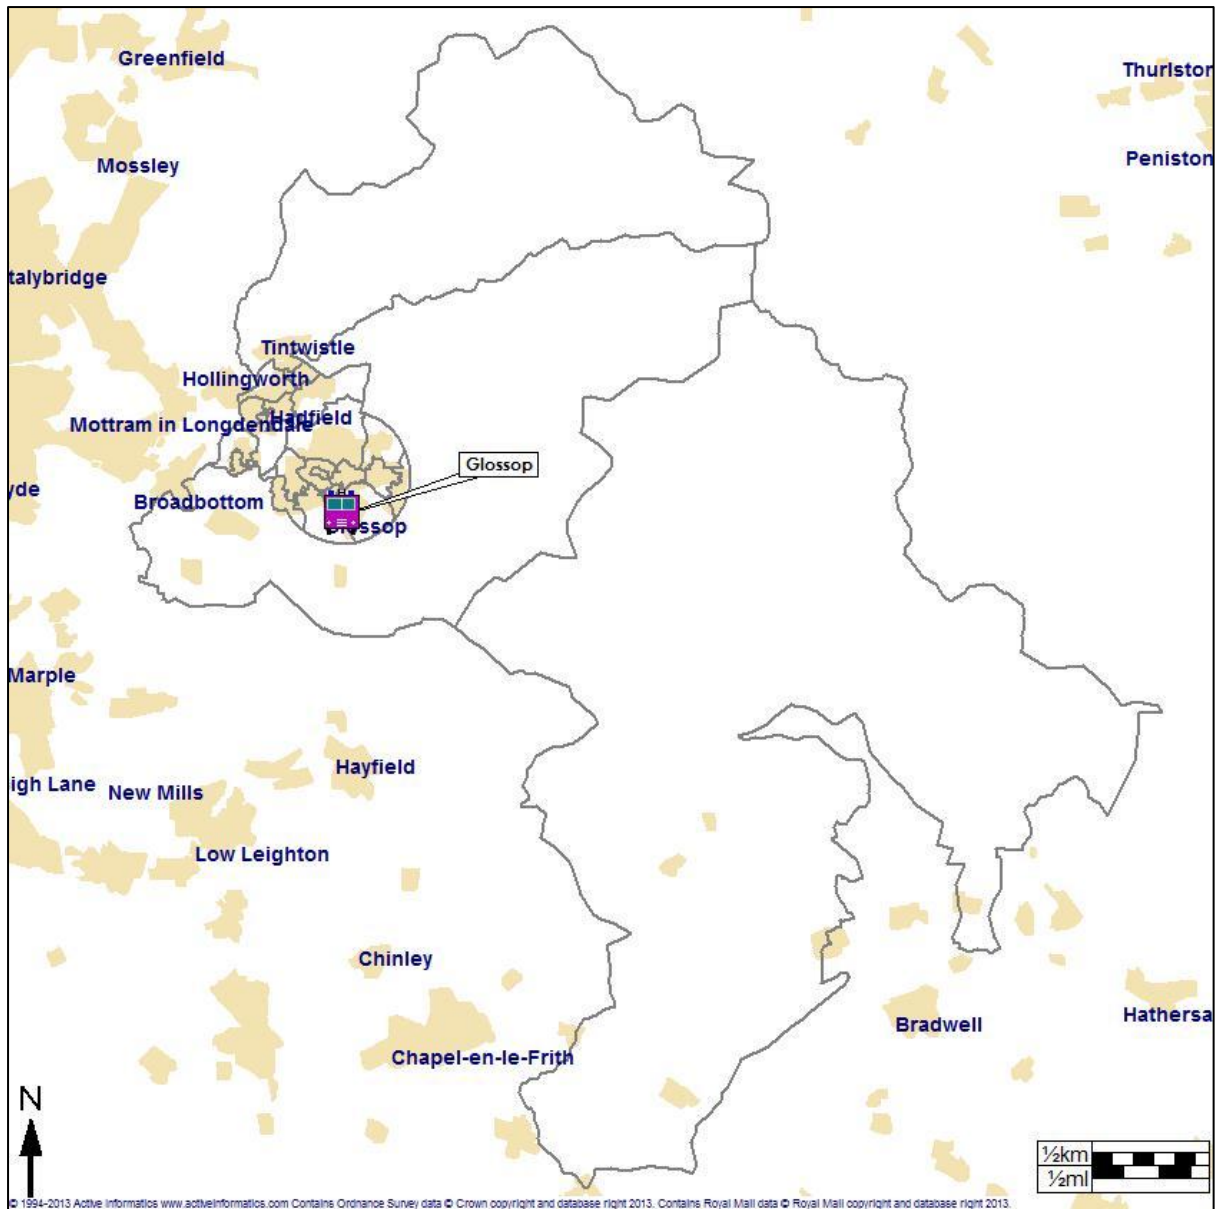 Greenfield
Thurlstor
Mossley
Peniston
talybridge
Tintwistle
Hollingworth
Hadfield
Mottram in Longdendale
Glossop
yde
Broadbottom
Glossop
Marple
Hayfield
igh Lane
New Mills
Low Leighton
Chinley
Hathersa
Bradwell
Chapel-en-le-Frith
N
½km
½ml
© 1994-2013 Active Informatics www.activeinformatics.com Contains Ordnance Survey data © Crown copyright and database right 2013. Contains Royal Mail data © Royal Mail copyright and database right 2013.